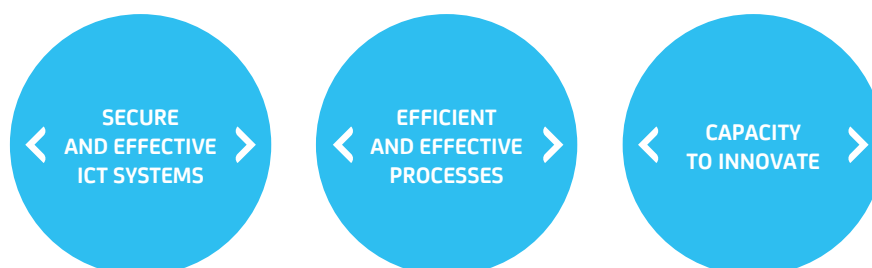 SECURE
AND EFFECTIVE
ICT SYSTEMS
EFFICIENT
AND EFFECTIVE
PROCESSES
CAPACITY
TO INNOVATE